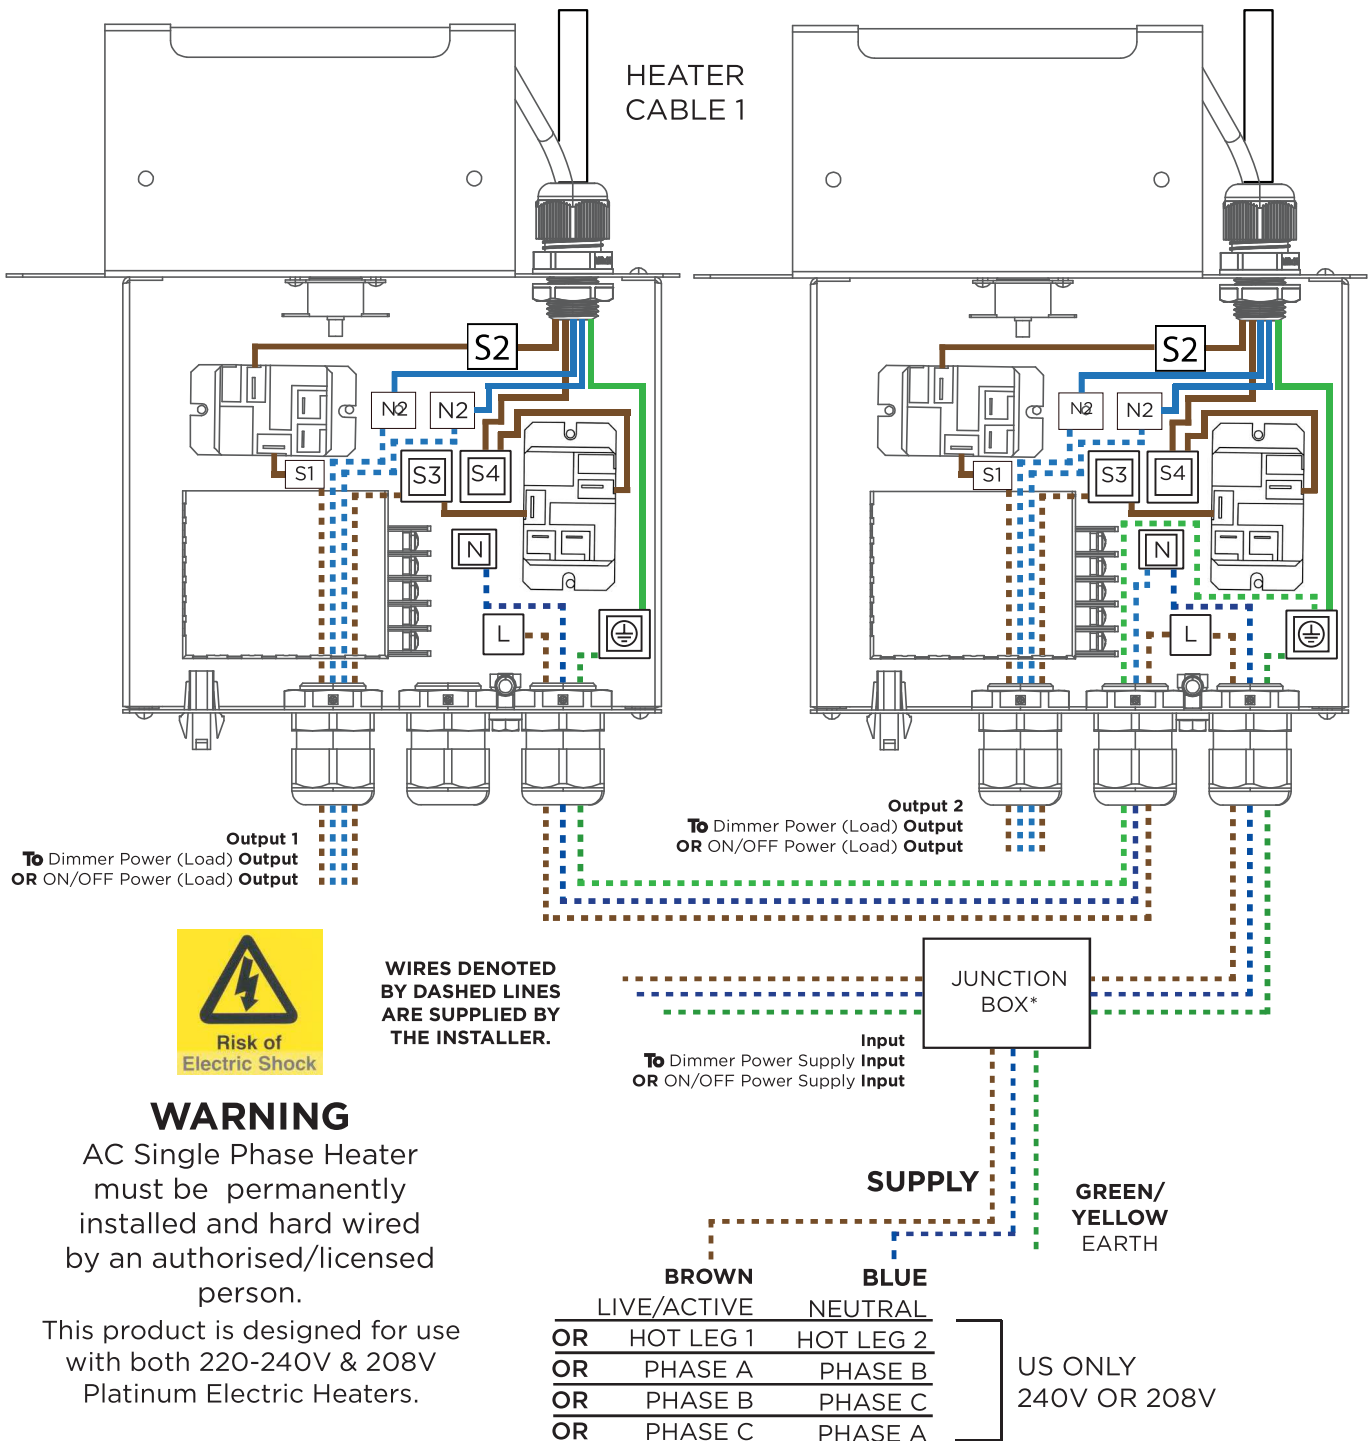 HEATER
CABLE 1
S2
N2
N2
S1
S3
S4
N
L
S2
N2
N2
S1
S3
S4
N
L
Output 1
To Dimmer Power (Load) Output
OR ON/OFF Power (Load) Output
Output 2
To Dimmer Power (Load) Output
OR ON/OFF Power (Load) Output
Risk of
Electric Shock
WIRES DENOTED
BY DASHED LINES
ARE SUPPLIED BY
THE INSTALLER.
JUNCTION
BOX*
Input
To Dimmer Power Supply Input
OR ON/OFF Power Supply Input
WARNING
AC Single Phase Heater
must be permanently
installed and hard wired
by an authorised/licensed
person.
This product is designed for use
with both 220-240V & 208V
Platinum Electric Heaters.
SUPPLY
GREEN/
YELLOW
EARTH
BROWN BLUE
LIVE/ACTIVE NEUTRAL
OR HOT LEG 1 HOT LEG 2
OR PHASE A PHASE B
OR PHASE B PHASE C
OR PHASE C PHASE A
US ONLY
240V OR 208V